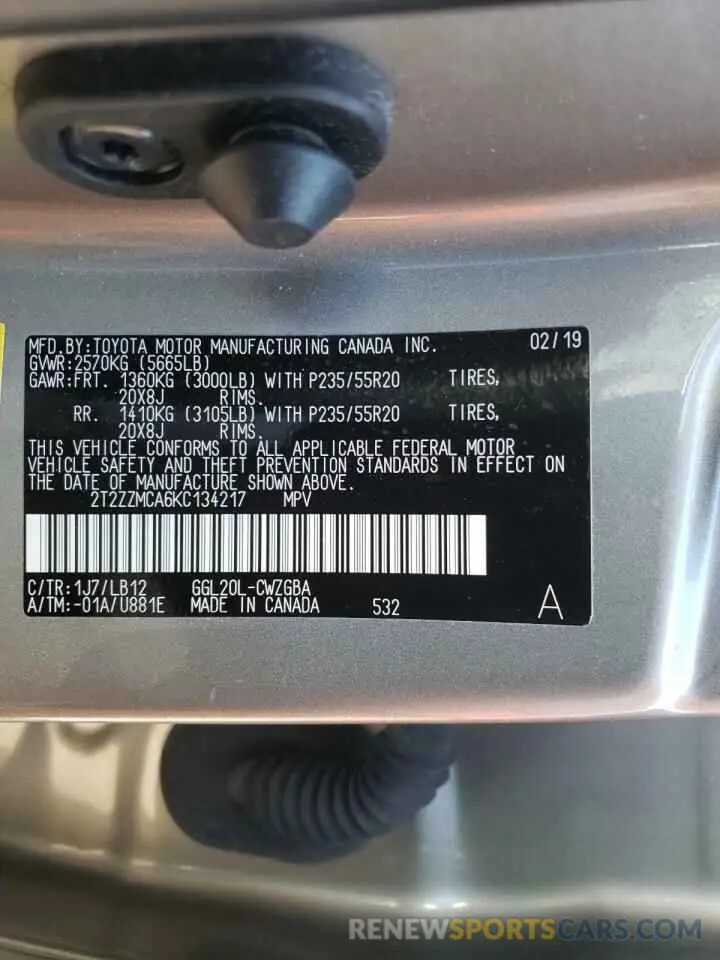 MFD.BY:TOYOTA MOTOR MANUFACTURING CANADA INC. 02/19
GVWR:2570KG (5665LB)
GAWR:FRT. 1360KG (3000LB) WITH P235/55R20 TIRES,
20X8J RIMS.
RR. 1410KG (3105LB) WITH P235/55R20 TIRES,
20X8J RIMS.
THIS VEHICLE CONFORMS TO ALL APPLICABLE FEDERAL MOTOR
VEHICLE SAFETY AND THEFT PREVENTION STANDARDS IN EFFECT ON
THE DATE OF MANUFACTURE SHOWN ABOVE.
2T2ZZMCA6KC134217 MPV
C/TR:1J7/LB12 GGL20L-CWZGBA
A/TM:-01A/U881E MADE IN CANADA 532 A
RENEWSPORTSCARS.COM